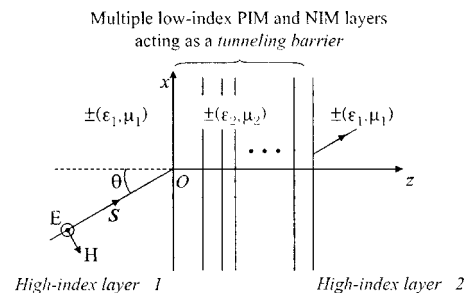 Multiple low-index PIM and NIM layers
acting as a tunneling barrier
x
±(ε₁,μ₁)
±(ε₂,μ₂)
±(ε₁,μ₁)
...
θ
O
z
E
S
H
High-index layer 1
High-index layer 2